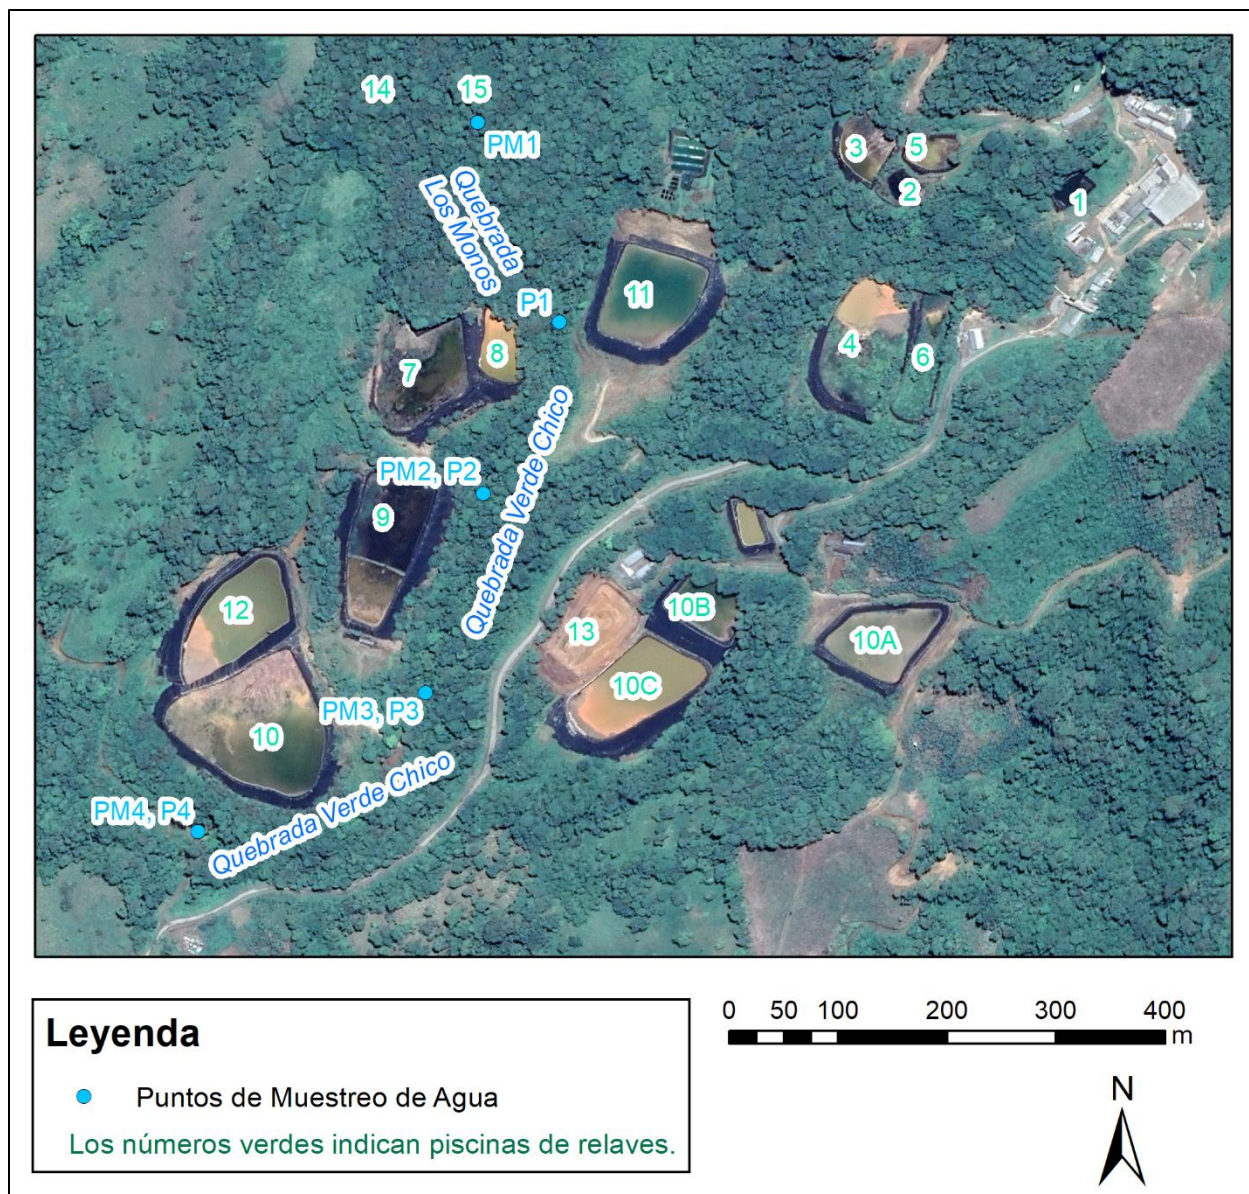 14
15
PM1
3
5
2
1
Quebrada
Los Monos
P1
11
4
6
7
8
PM2, P2
9
Quebrada Verde Chico
12
13
10B
10A
10C
PM3, P3
10
PM4, P4
Quebrada Verde Chico
Leyenda
Puntos de Muestreo de Agua
Los números verdes indican piscinas de relaves.
0 50 100 200 300 400
m
N